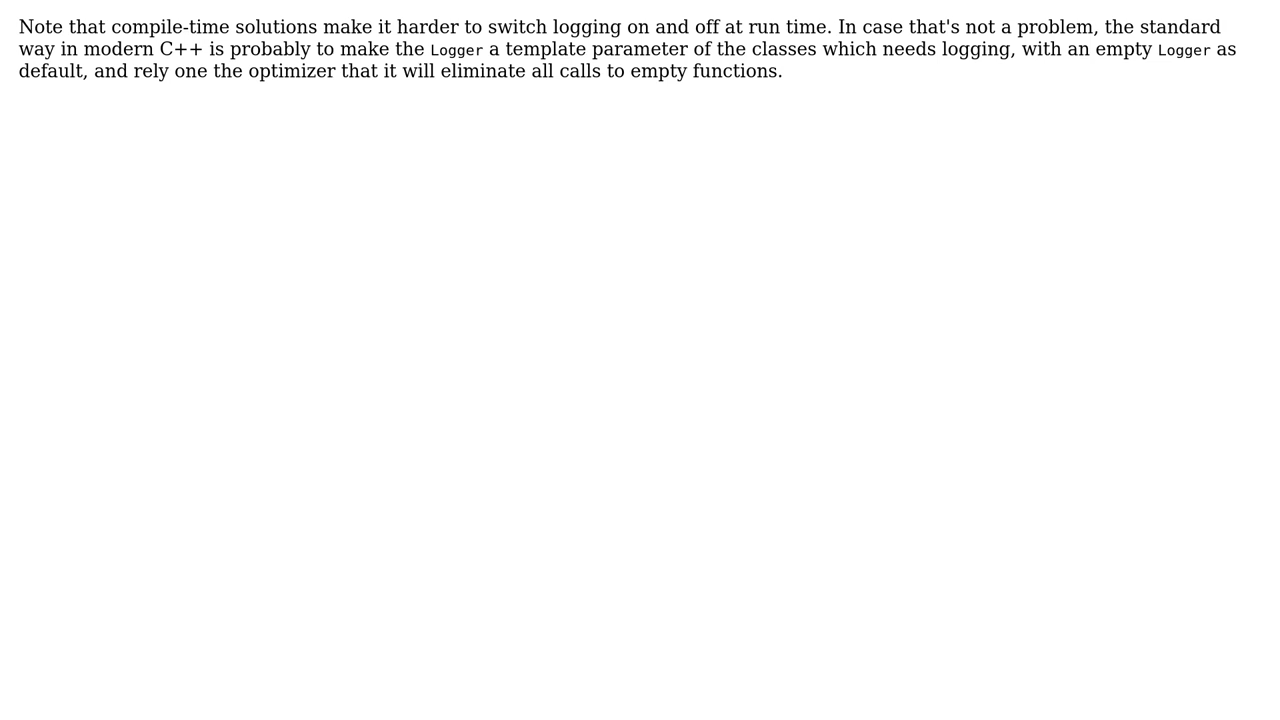 Note that compile-time solutions make it harder to switch logging on and off at run time. In case that's not a problem, the standard
way in modern C++ is probably to make the Logger a template parameter of the classes which needs logging, with an empty Logger as
default, and rely one the optimizer that it will eliminate all calls to empty functions.